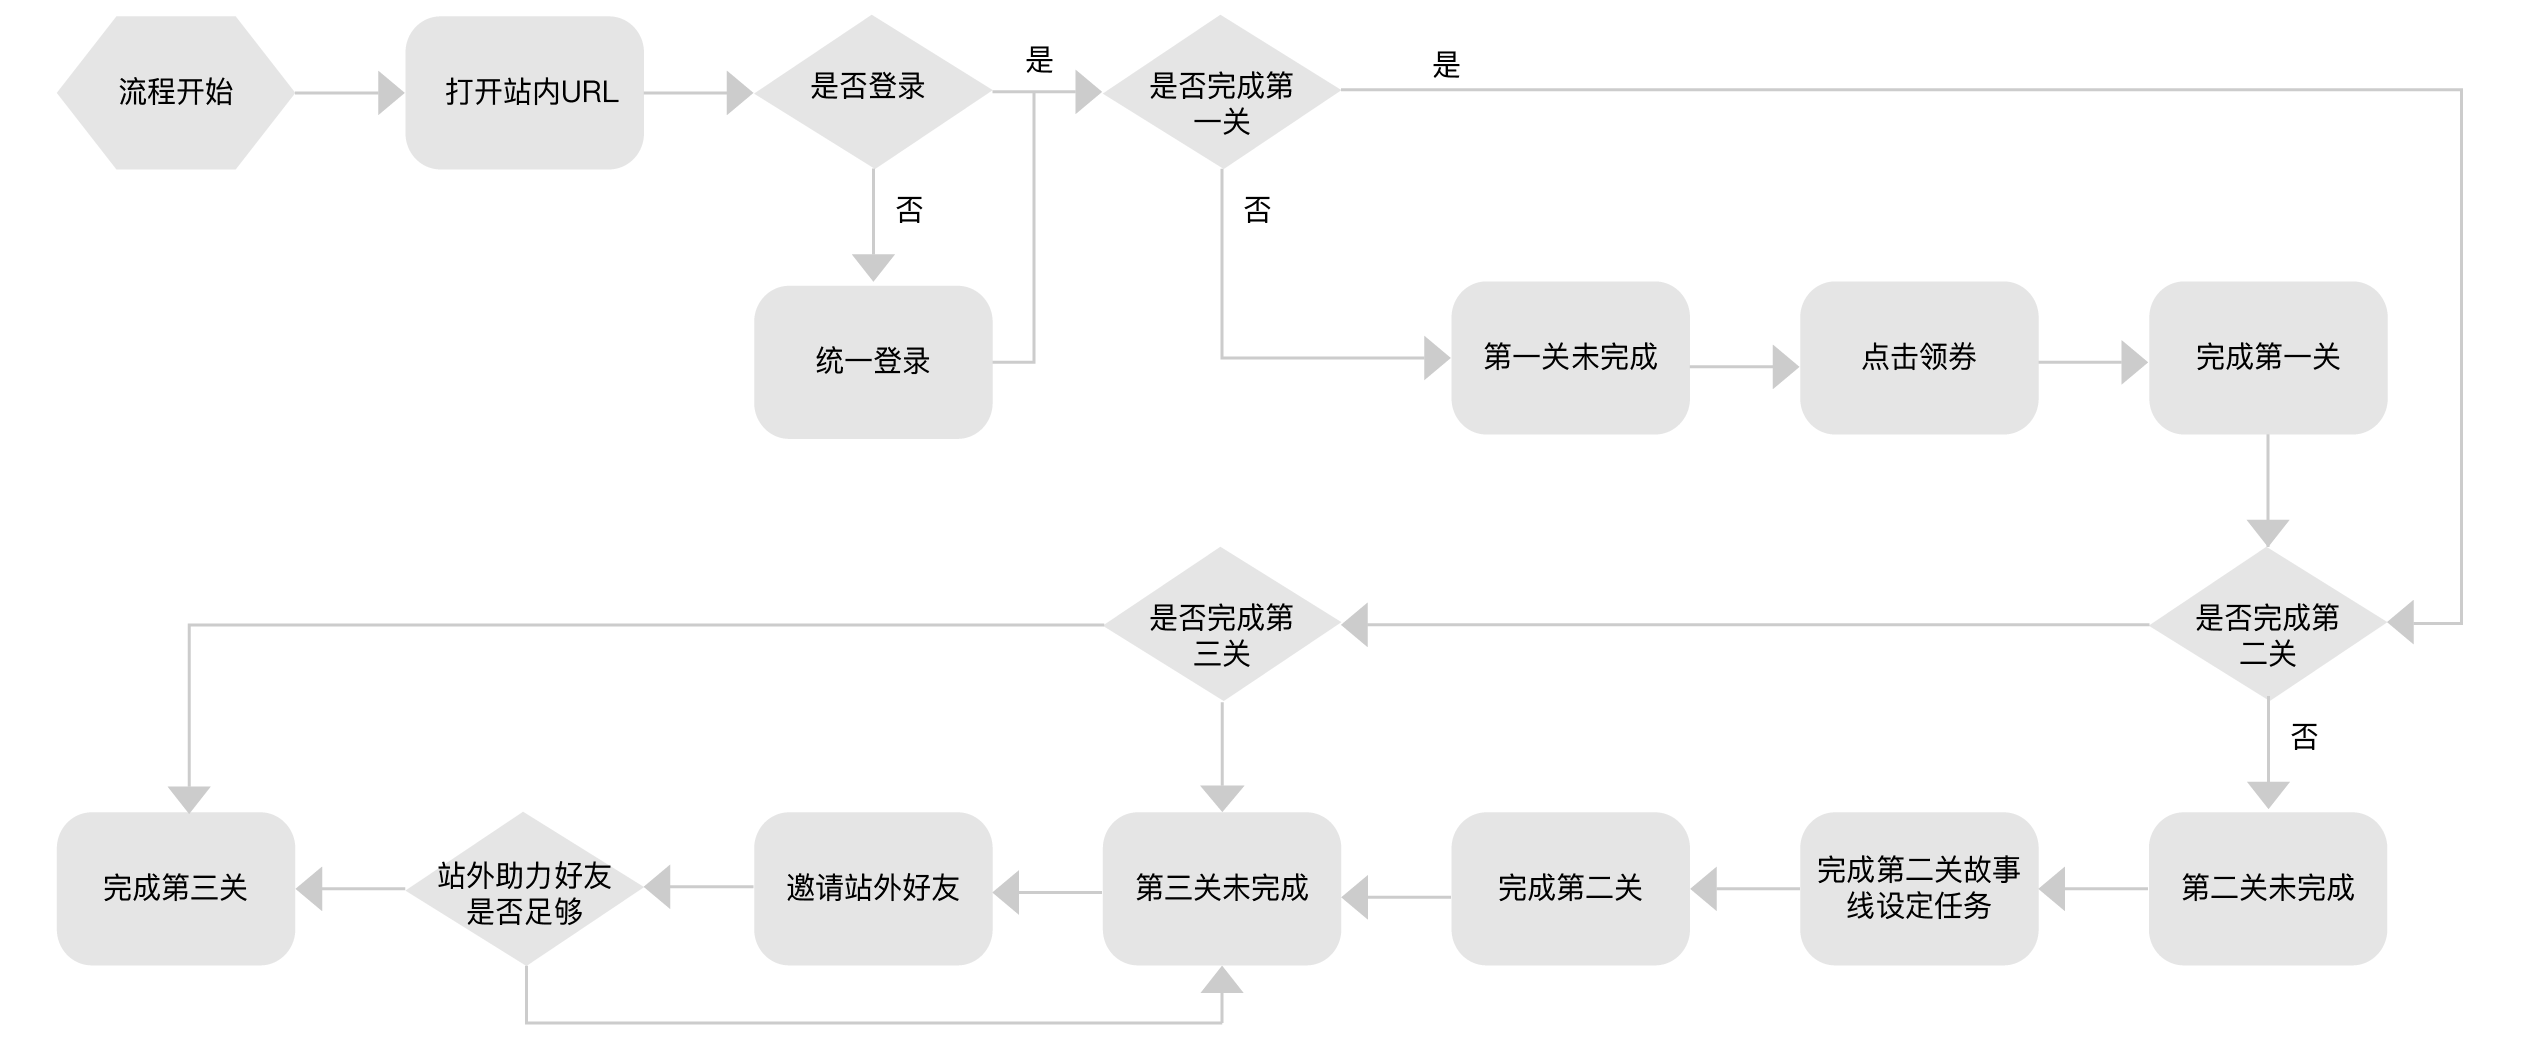 流程开始
打开站内URL
是否登录
是
是否完成第
一关
是
否
否
统一登录
第一关未完成
点击领券
完成第一关
是否完成第
三关
是否完成第
二关
否
完成第三关
站外助力好友
是否足够
邀请站外好友
第三关未完成
完成第二关
完成第二关故事
线设定任务
第二关未完成